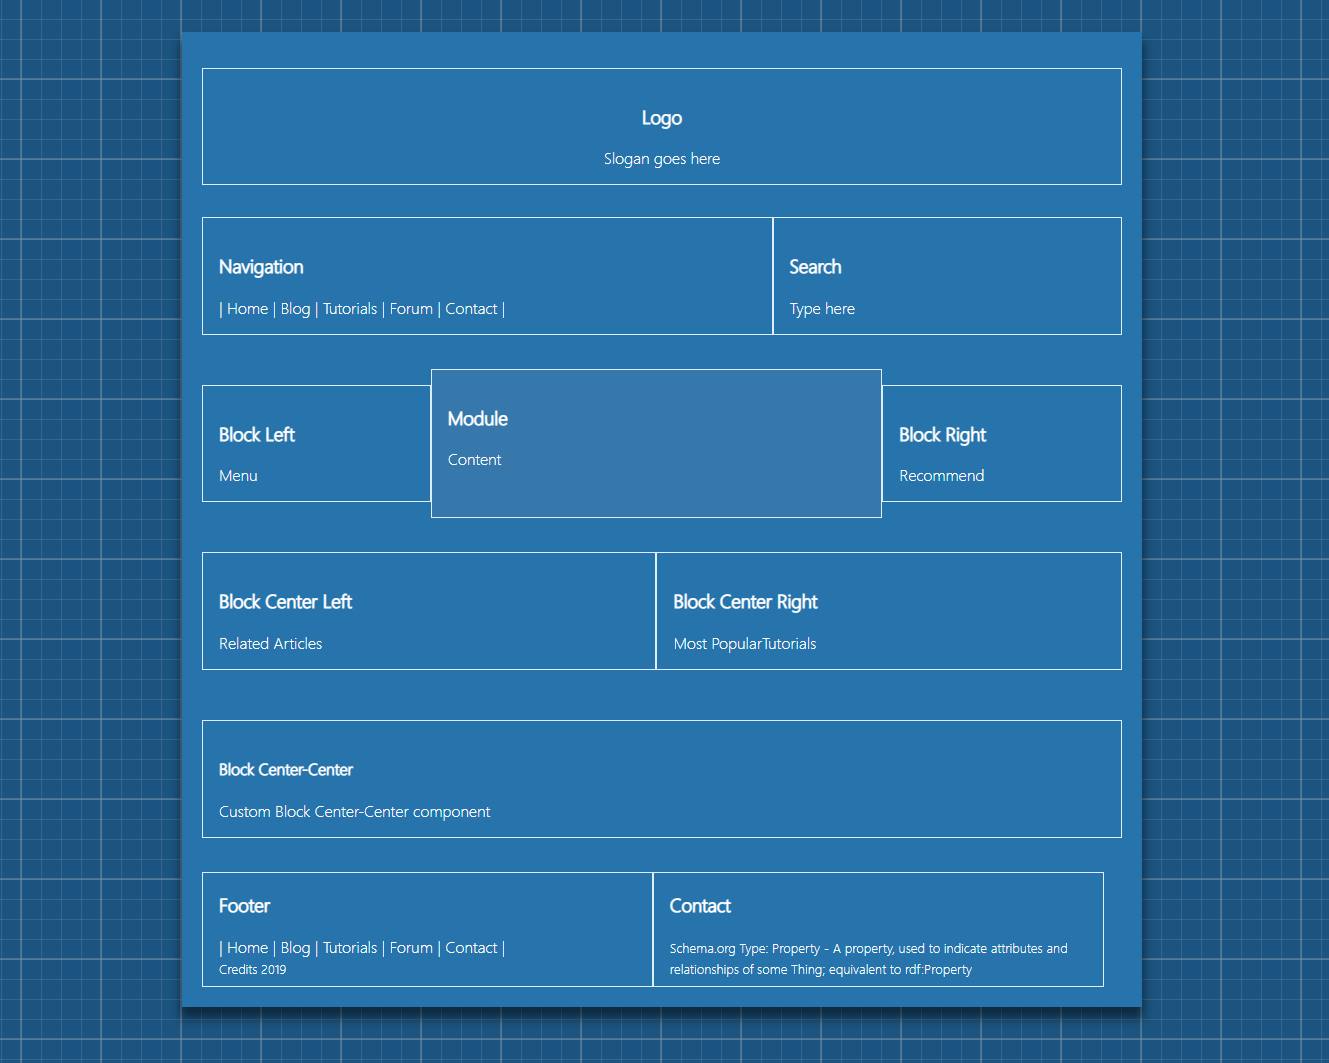 Logo
Slogan goes here
Navigation
| Home | Blog | Tutorials | Forum | Contact |
Search
Type here
Block Left
Menu
Module
Content
Block Right
Recommend
Block Center Left
Related Articles
Block Center Right
Most PopularTutorials
Block Center-Center
Custom Block Center-Center component
Footer
| Home | Blog | Tutorials | Forum | Contact |
Credits 2019
Contact
Schema.org Type: Property - A property, used to indicate attributes and
relationships of some Thing; equivalent to rdf:Property